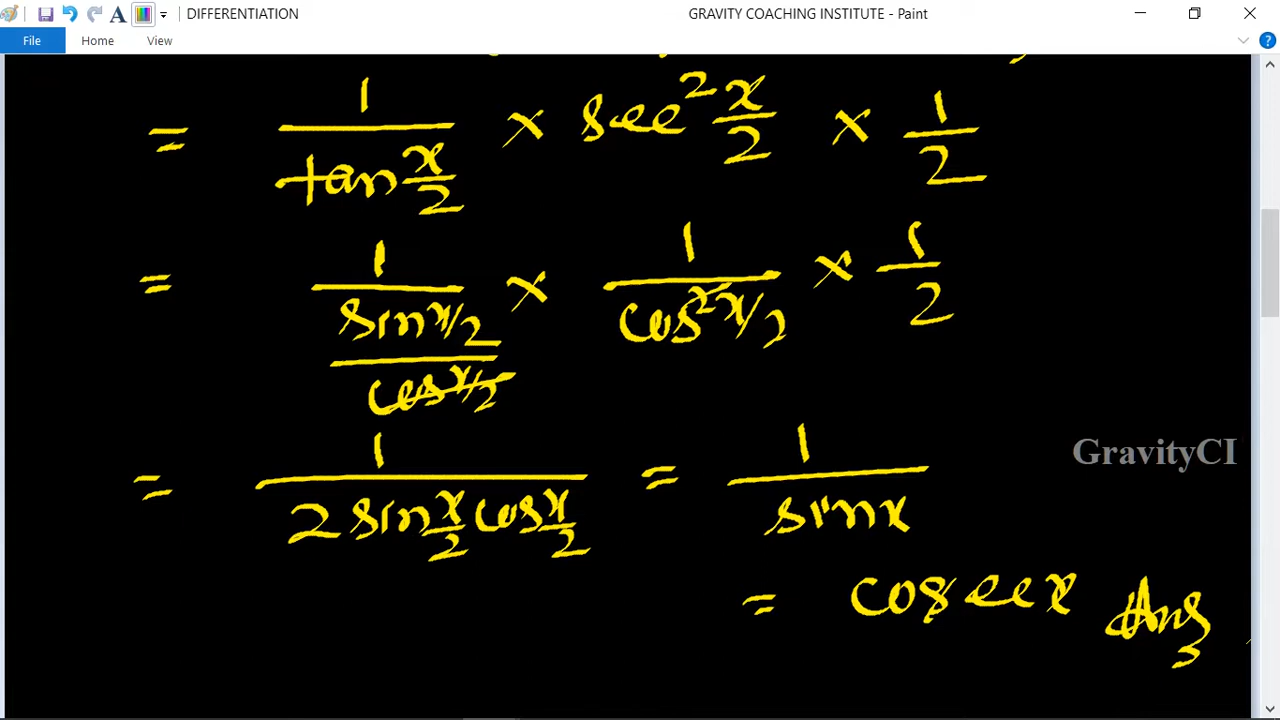 DIFFERENTIATION
GRAVITY COACHING INSTITUTE - Paint
File Home View
= 1/(tan x/2) × sec² x/2 × 1/2
= 1/(sin x/2 / cos x/2) × 1/(cos² x/2) × 1/2
GravityCI
= 1/(2 sin x/2 cos x/2) = 1/(sin x)
= cosec x Ans